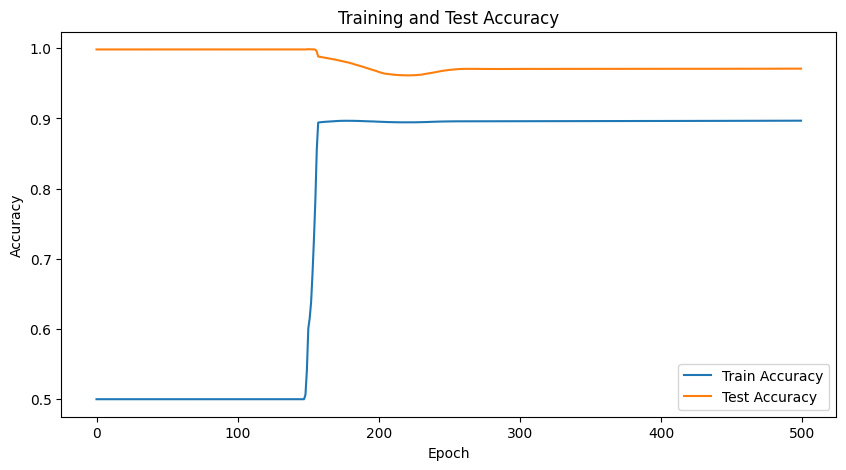 Training and Test Accuracy
Accuracy
1.0
0.9
0.8
0.7
0.6
0.5
Train Accuracy
Test Accuracy
0 100 200 300 400 500
Epoch